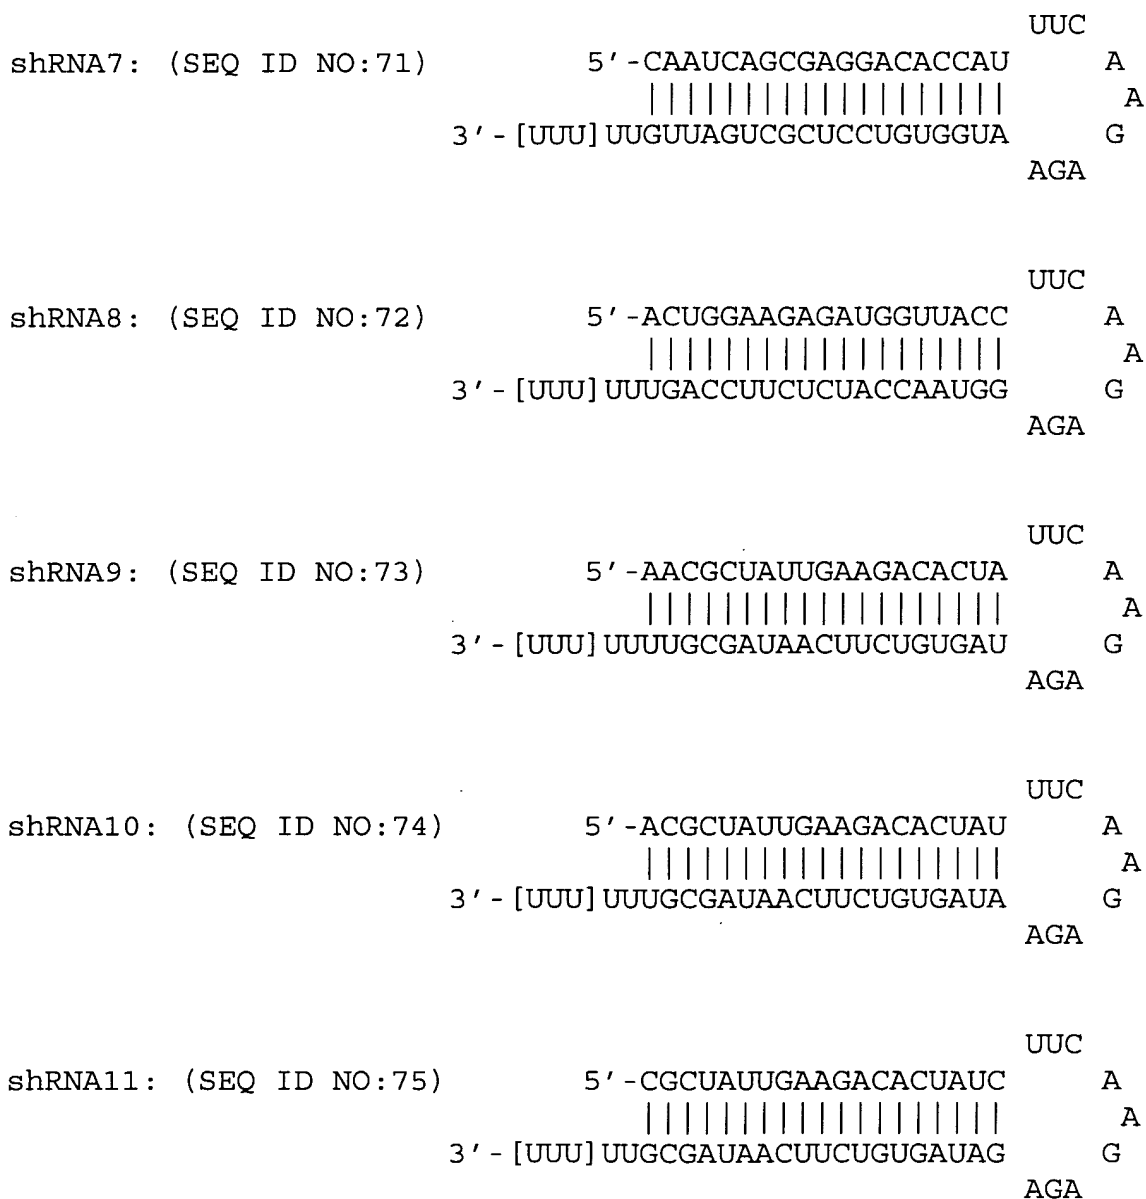 UUC
shRNA7: (SEQ ID NO:71) 5'-CAAUCAGCGAGGACACCAU A
||||||||||||||||||| A
3'-[UUU]UUGUUAGUCGCUCCUGUGGUA G
AGA
UUC
shRNA8: (SEQ ID NO:72) 5'-ACUGGAAGAGAUGGUUACC A
||||||||||||||||||| A
3'-[UUU]UUUGACCUUCUCUACCAAUGG G
AGA
UUC
shRNA9: (SEQ ID NO:73) 5'-AACGCUAUUGAAGACACUA A
||||||||||||||||||| A
3'-[UUU]UUUUGCGAUAACUUCUGUGAU G
AGA
UUC
shRNA10: (SEQ ID NO:74) 5'-ACGCUAUUGAAGACACUAU A
||||||||||||||||||| A
3'-[UUU]UUUGCGAUAACUUCUGUGAUA G
AGA
UUC
shRNA11: (SEQ ID NO:75) 5'-CGCUAUUGAAGACACUAUC A
||||||||||||||||||| A
3'-[UUU]UUGCGAUAACUUCUGUGAUAG G
AGA